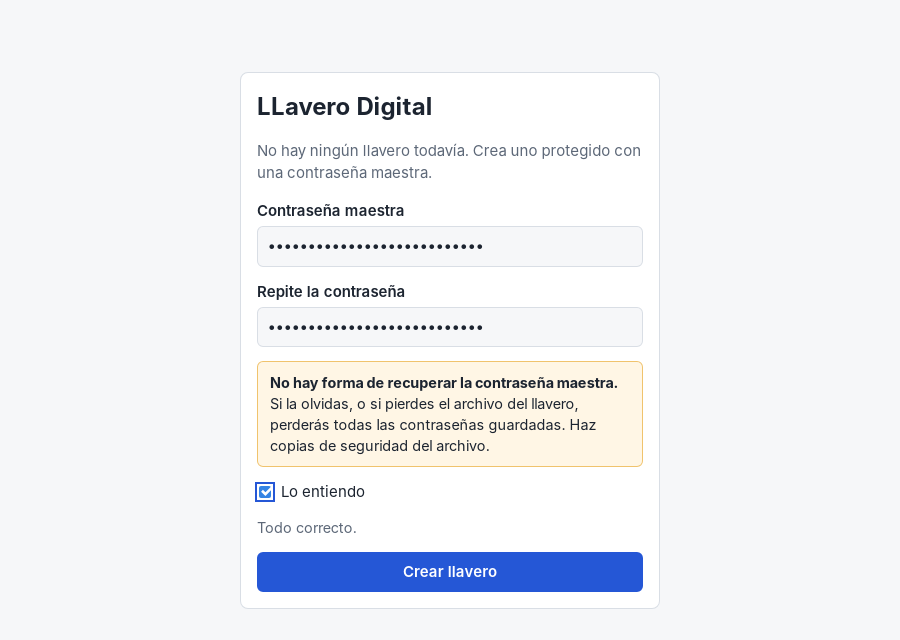 LLavero Digital
No hay ningún llavero todavía. Crea uno protegido con
una contraseña maestra.
Contraseña maestra
•••••••••••••••••••••••••••
Repite la contraseña
•••••••••••••••••••••••••••
No hay forma de recuperar la contraseña maestra.
Si la olvidas, o si pierdes el archivo del llavero,
perderás todas las contraseñas guardadas. Haz
copias de seguridad del archivo.
Lo entiendo
Todo correcto.
Crear llavero